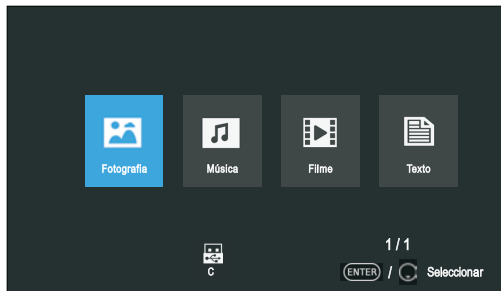 Fotografia
Música
Filme
Texto
C
1 / 1
ENTER / Seleccionar